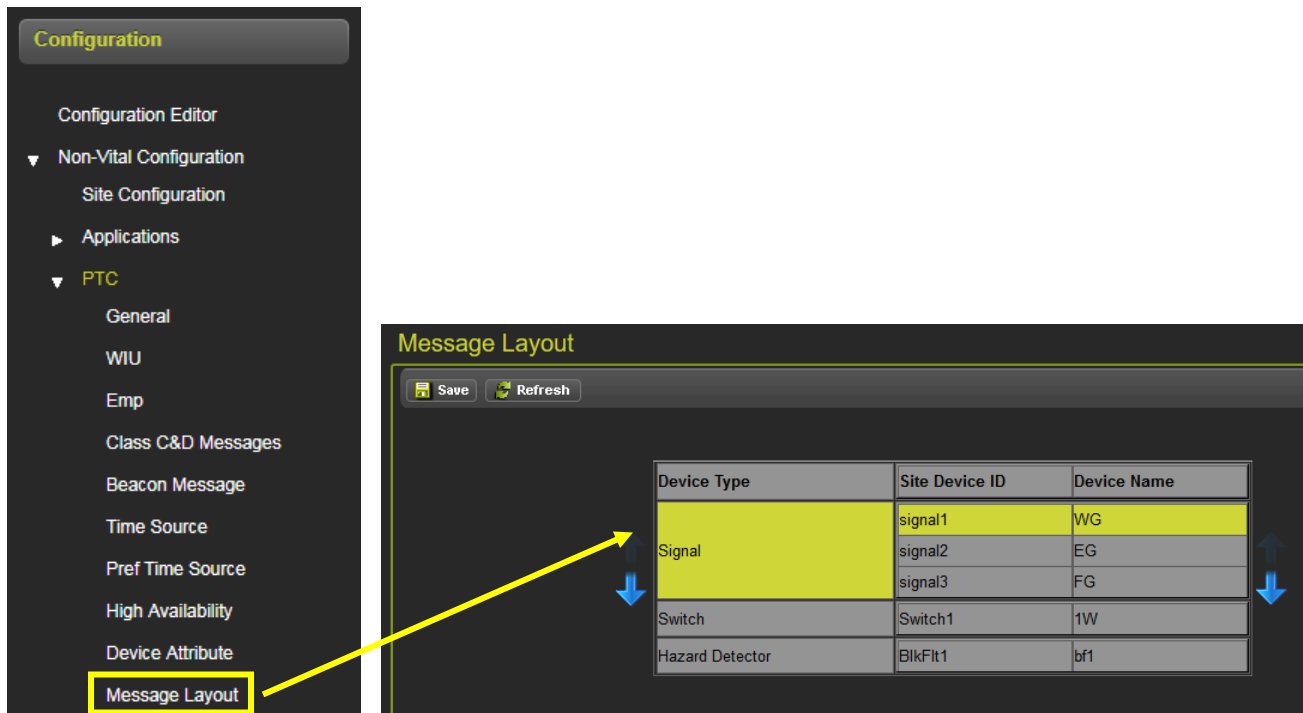 Configuration
Configuration Editor
Non-Vital Configuration
Site Configuration
Applications
PTC
General
WIU
Emp
Class C&D Messages
Beacon Message
Time Source
Pref Time Source
High Availability
Device Attribute
Message Layout
Message Layout
Save Refresh
Device Type Site Device ID Device Name
Signal
signal1 WG
signal2 EG
signal3 FG
Switch Switch1 1W
Hazard Detector BlkFlt1 bf1